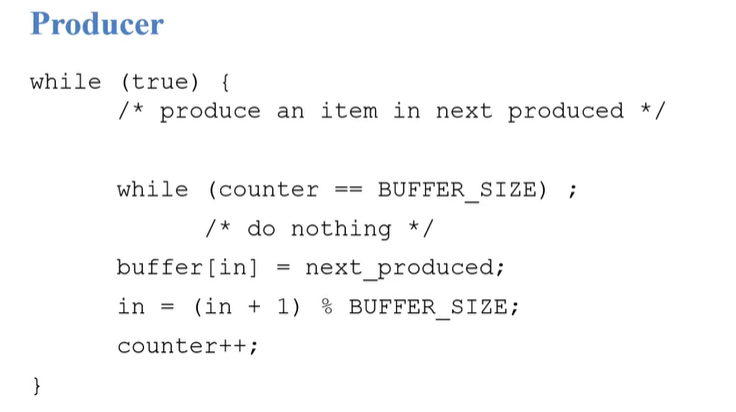 Producer
while (true) {
/* produce an item in next produced */
while (counter == BUFFER_SIZE) ;
/* do nothing */
buffer[in] = next_produced;
in = (in + 1) % BUFFER_SIZE;
counter++;
}